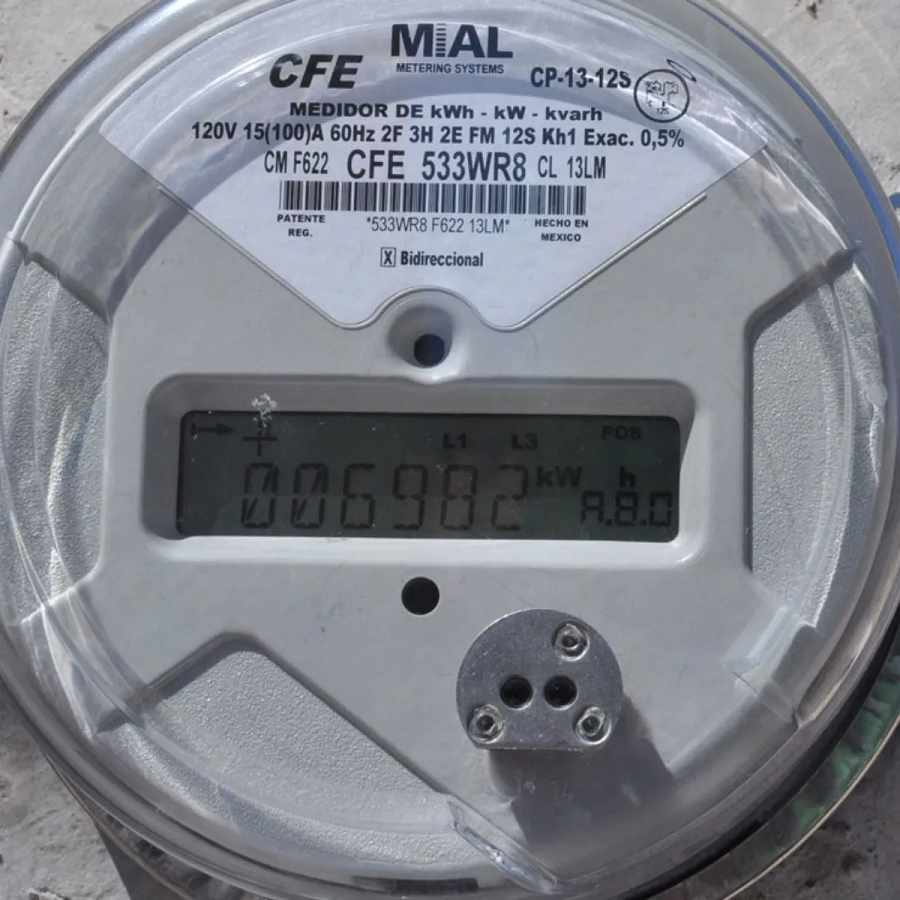 MIAL
CFE METERING SYSTEMS CP-13-12S
MEDIDOR DE kWh - kW - kvarh
120V 15(100)A 60Hz 2F 3H 2E FM 12S Kh1 Exac. 0,5%
CM F622 CFE 533WR8 CL 13LM
PATENTE REG. *533WR8 F622 13LM* HECHO EN MEXICO
X Bidireccional
L1 L3 POS
006982 kW h A.8.0